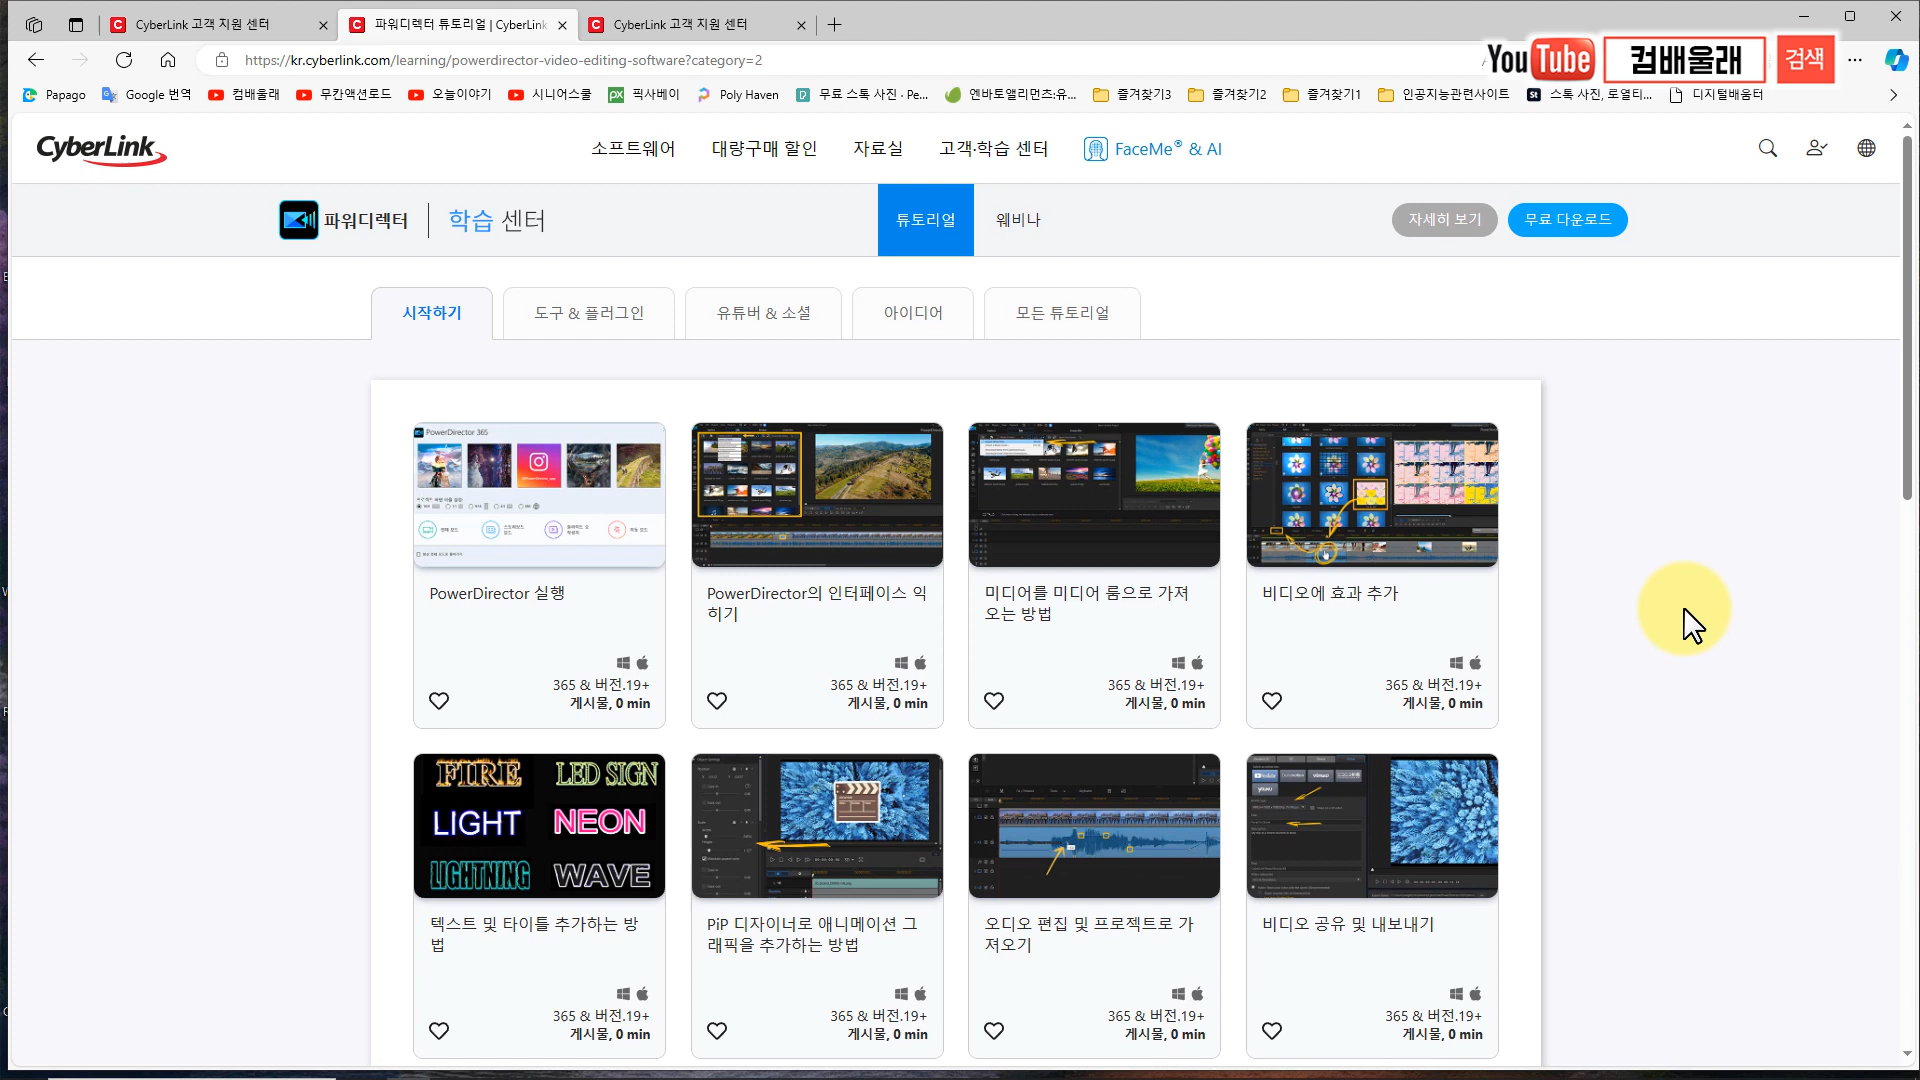 CyberLink 고객 지원 센터
파워디렉터 튜토리얼 | CyberLink
CyberLink 고객 지원 센터
https://kr.cyberlink.com/learning/powerdirector-video-editing-software?category=2
YouTube 컴배울래 검색
Papago
Google 번역
컴배울래
무칸액션로드
오늘이야기
시니어스쿨
픽사베이
Poly Haven
무료 스톡 사진 · Pe...
엔바토앨리먼츠:유...
즐겨찾기3
즐겨찾기2
즐겨찾기1
인공지능관련사이트
스톡 사진, 로열티...
디지털배움터
CyberLink
소프트웨어
대량구매 할인
자료실
고객·학습 센터
FaceMe® & AI
파워디렉터
학습 센터
튜토리얼
웨비나
자세히 보기
무료 다운로드
시작하기
도구 & 플러그인
유튜버 & 소셜
아이디어
모든 튜토리얼
PowerDirector 365
PowerDirector 실행
365 & 버전.19+
게시물, 0 min
PowerDirector의 인터페이스 익
히기
365 & 버전.19+
게시물, 0 min
미디어를 미디어 룸으로 가져
오는 방법
365 & 버전.19+
게시물, 0 min
비디오에 효과 추가
365 & 버전.19+
게시물, 0 min
FIRE LED SIGN
LIGHT NEON
LIGHTNING WAVE
텍스트 및 타이틀 추가하는 방
법
365 & 버전.19+
게시물, 0 min
PiP 디자이너로 애니메이션 그
래픽을 추가하는 방법
365 & 버전.19+
게시물, 0 min
오디오 편집 및 프로젝트로 가
져오기
365 & 버전.19+
게시물, 0 min
비디오 공유 및 내보내기
365 & 버전.19+
게시물, 0 min